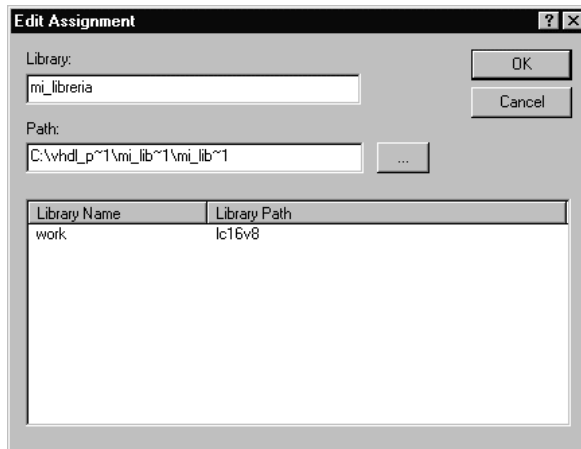 Edit Assignment
? X
Library:
OK
mi_libreria
Cancel
Path:
C:\vhdl_p~1\mi_lib~1\mi_lib~1
...
Library Name Library Path
work lc16v8